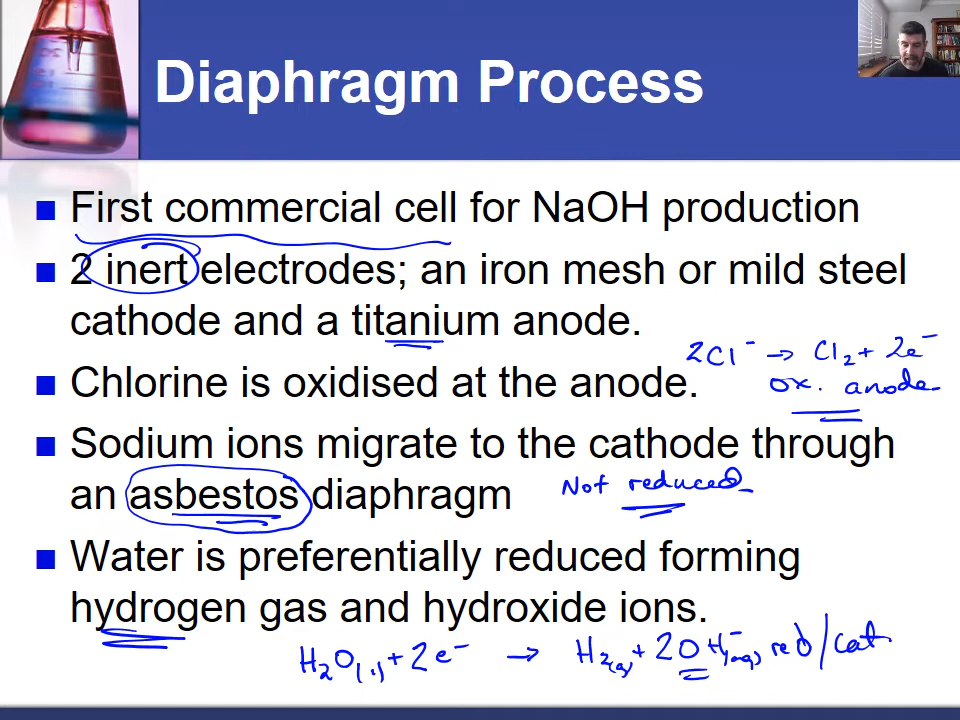 Diaphragm Process
First commercial cell for NaOH production
2 inert electrodes; an iron mesh or mild steel
cathode and a titanium anode.
2Cl⁻ → Cl₂ + 2e⁻
Chlorine is oxidised at the anode.
ox. anode
Sodium ions migrate to the cathode through
an asbestos diaphragm
Not reduced
Water is preferentially reduced forming
hydrogen gas and hydroxide ions.
H₂O(l) + 2e⁻ → H₂(g) + 2OH⁻(aq) red/cat